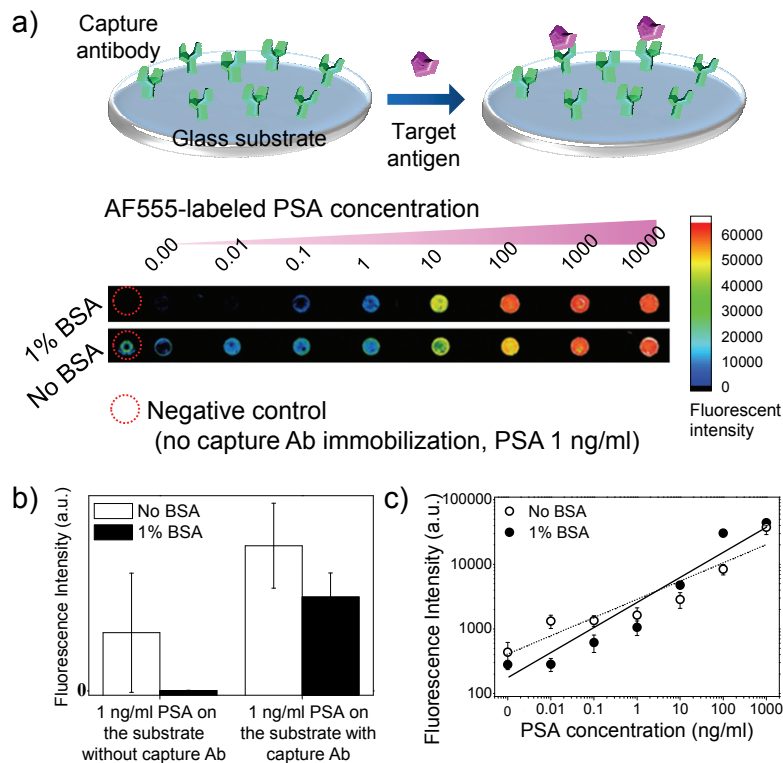 a)
Capture
antibody
Glass substrate
Target
antigen
AF555-labeled PSA concentration
0.00 0.01 0.1 1 10 100 1000 10000
1% BSA
No BSA
60000
50000
40000
30000
20000
10000
0
Fluorescent
intensity
Negative control
(no capture Ab immobilization, PSA 1 ng/ml)
b)
Fluorescence Intensity (a.u.)
No BSA
1% BSA
0
1 ng/ml PSA on
the substrate
without capture Ab
1 ng/ml PSA on
the substrate with
capture Ab
c)
Fluorescence Intensity (a.u.)
100000
10000
1000
100
No BSA
1% BSA
0 0.01 0.1 1 10 100 1000
PSA concentration (ng/ml)